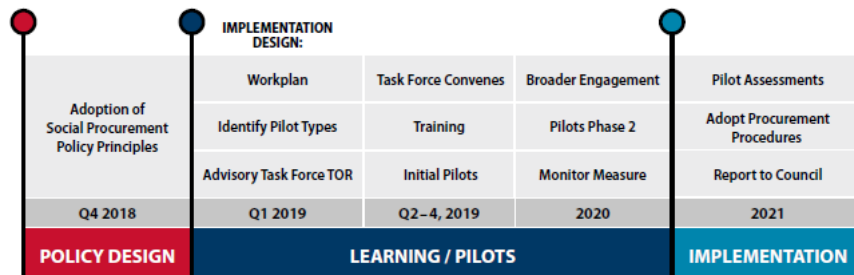 IMPLEMENTATION
DESIGN:
Adoption of
Social Procurement
Policy Principles
Workplan
Task Force Convenes
Broader Engagement
Pilot Assessments
Identify Pilot Types
Training
Pilots Phase 2
Adopt Procurement
Procedures
Advisory Task Force TOR
Initial Pilots
Monitor Measure
Report to Council
Q4 2018
Q1 2019
Q2–4, 2019
2020
2021
POLICY DESIGN
LEARNING / PILOTS
IMPLEMENTATION